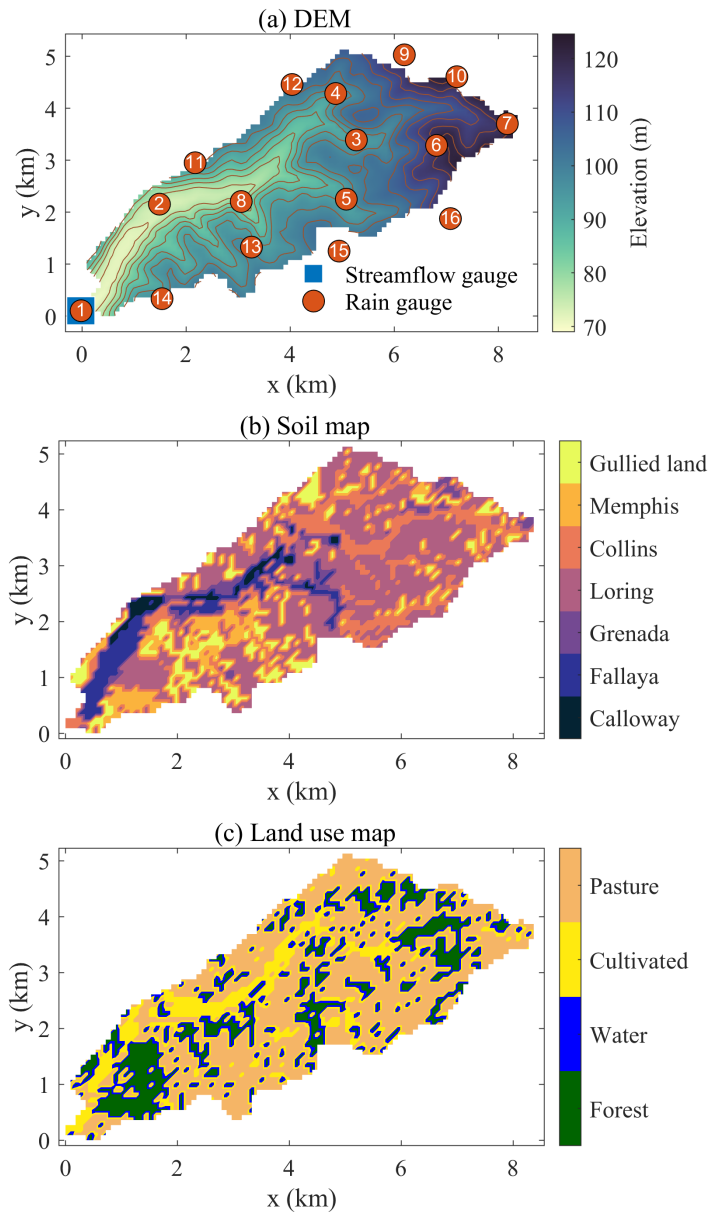 (a) DEM
5
4
3
2
1
0
y (km)
9
10
12
4
7
3
6
11
5
2
8
16
13
15
14
1
Streamflow gauge
Rain gauge
0
2
4
6
8
x (km)
120
110
100
90
80
70
Elevation (m)
(b) Soil map
5
4
3
2
1
0
y (km)
0
2
4
6
8
x (km)
Gullied land
Memphis
Collins
Loring
Grenada
Fallaya
Calloway
(c) Land use map
5
4
3
2
1
0
y (km)
0
2
4
6
8
x (km)
Pasture
Cultivated
Water
Forest